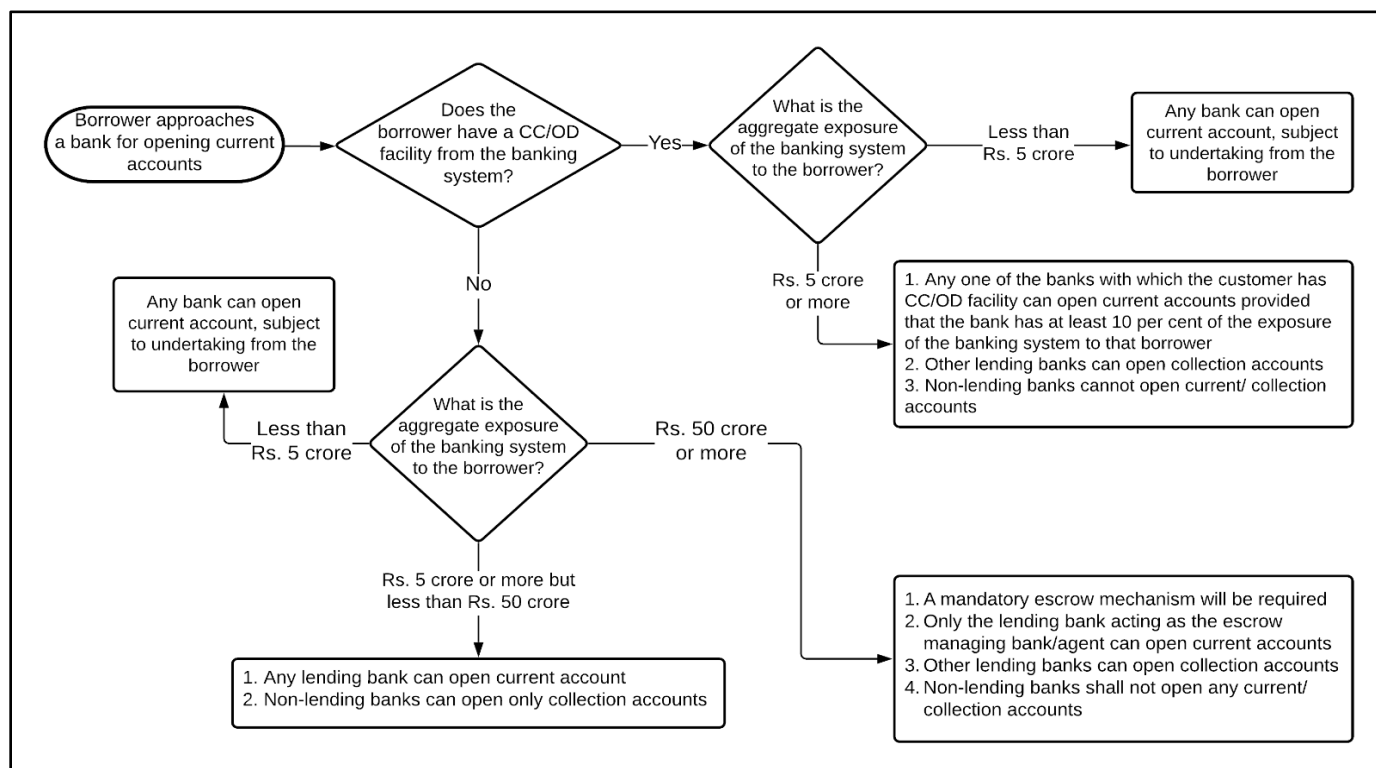 Borrower approaches
a bank for opening current
accounts
Does the
borrower have a CC/OD
facility from the banking
system?
Yes
What is the
aggregate exposure
of the banking system
to the borrower?
Less than
Rs. 5 crore
Any bank can open
current account, subject
to undertaking from the
borrower
Rs. 5 crore
or more
1. Any one of the banks with which the customer has
CC/OD facility can open current accounts provided
that the bank has at least 10 per cent of the exposure
of the banking system to that borrower
2. Other lending banks can open collection accounts
3. Non-lending banks cannot open current/ collection
accounts
No
Any bank can open
current account, subject
to undertaking from the
borrower
What is the
aggregate exposure
of the banking system
to the borrower?
Less than
Rs. 5 crore
Rs. 50 crore
or more
Rs. 5 crore or more but
less than Rs. 50 crore
1. Any lending bank can open current account
2. Non-lending banks can open only collection accounts
1. A mandatory escrow mechanism will be required
2. Only the lending bank acting as the escrow
managing bank/agent can open current accounts
3. Other lending banks can open collection accounts
4. Non-lending banks shall not open any current/
collection accounts